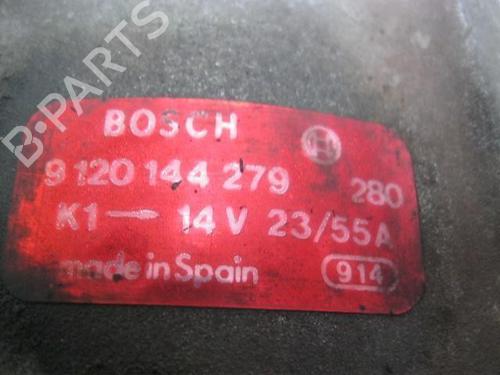 B-PARTS
BOSCH
9 120 144 279 280
K1 14 V 23/55A
made in Spain 914